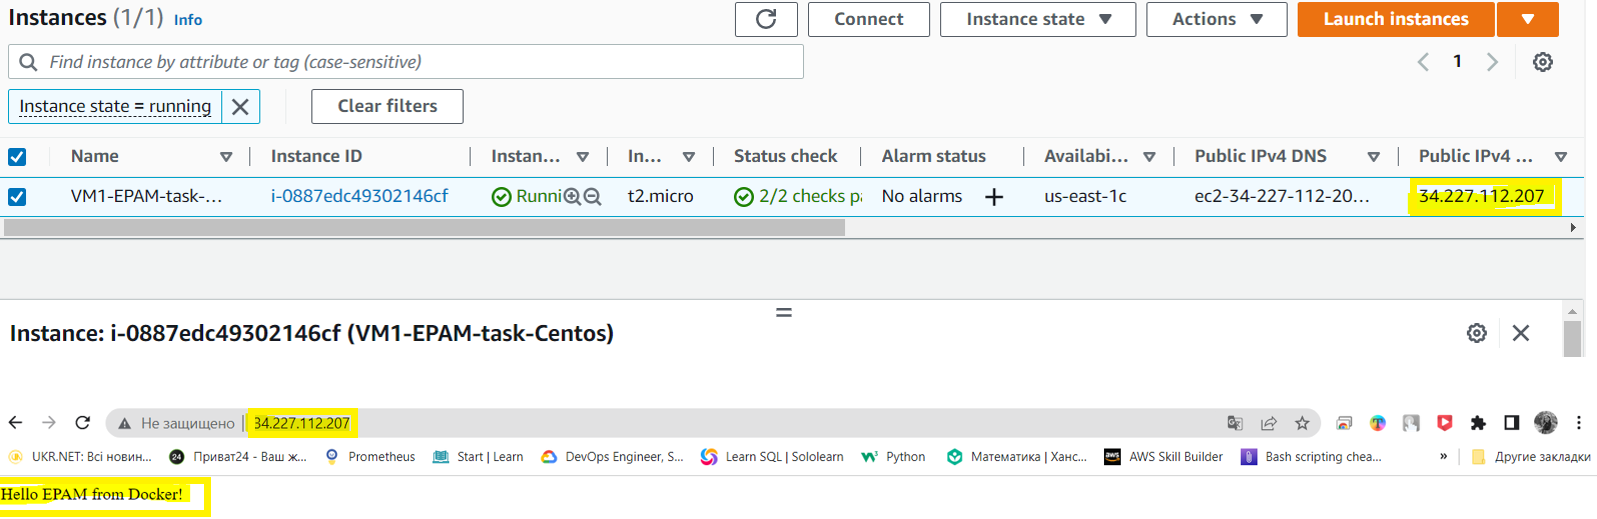 Instances (1/1) Info Connect Instance state Actions Launch instances
Find instance by attribute or tag (case-sensitive) 1
Instance state = running Clear filters
Name Instance ID Instan... In... Status check Alarm status Availabi... Public IPv4 DNS Public IPv4 ...
VM1-EPAM-task-... i-0887edc49302146cf Runni t2.micro 2/2 checks pa No alarms us-east-1c ec2-34-227-112-20... 34.227.112.207
Instance: i-0887edc49302146cf (VM1-EPAM-task-Centos)
Не защищено 34.227.112.207
UKR.NET: Всі новин... 24 Приват24 - Ваш ж... Prometheus Start | Learn DevOps Engineer, S... Learn SQL | Sololearn Python Математика | Ханс... aws AWS Skill Builder Bash scripting chea... » Другие закладки
Hello EPAM from Docker!